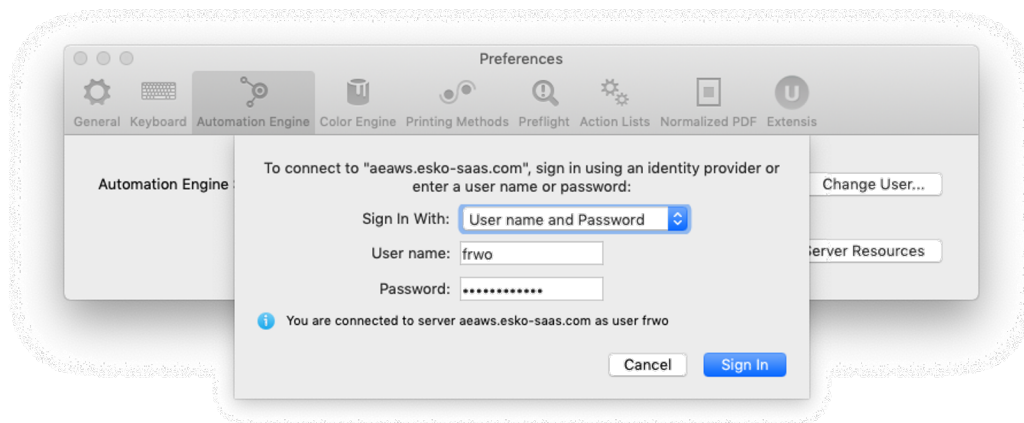 Preferences
General Keyboard Automation Engine Color Engine Printing Methods Preflight Action Lists Normalized PDF Extensis
U
To connect to "aeaws.esko-saas.com", sign in using an identity provider or
enter a user name or password:
Automation Engine
Change User...
Sign In With: User name and Password
User name: frwo
Server Resources
Password: ••••••••••••
You are connected to server aeaws.esko-saas.com as user frwo
Cancel Sign In